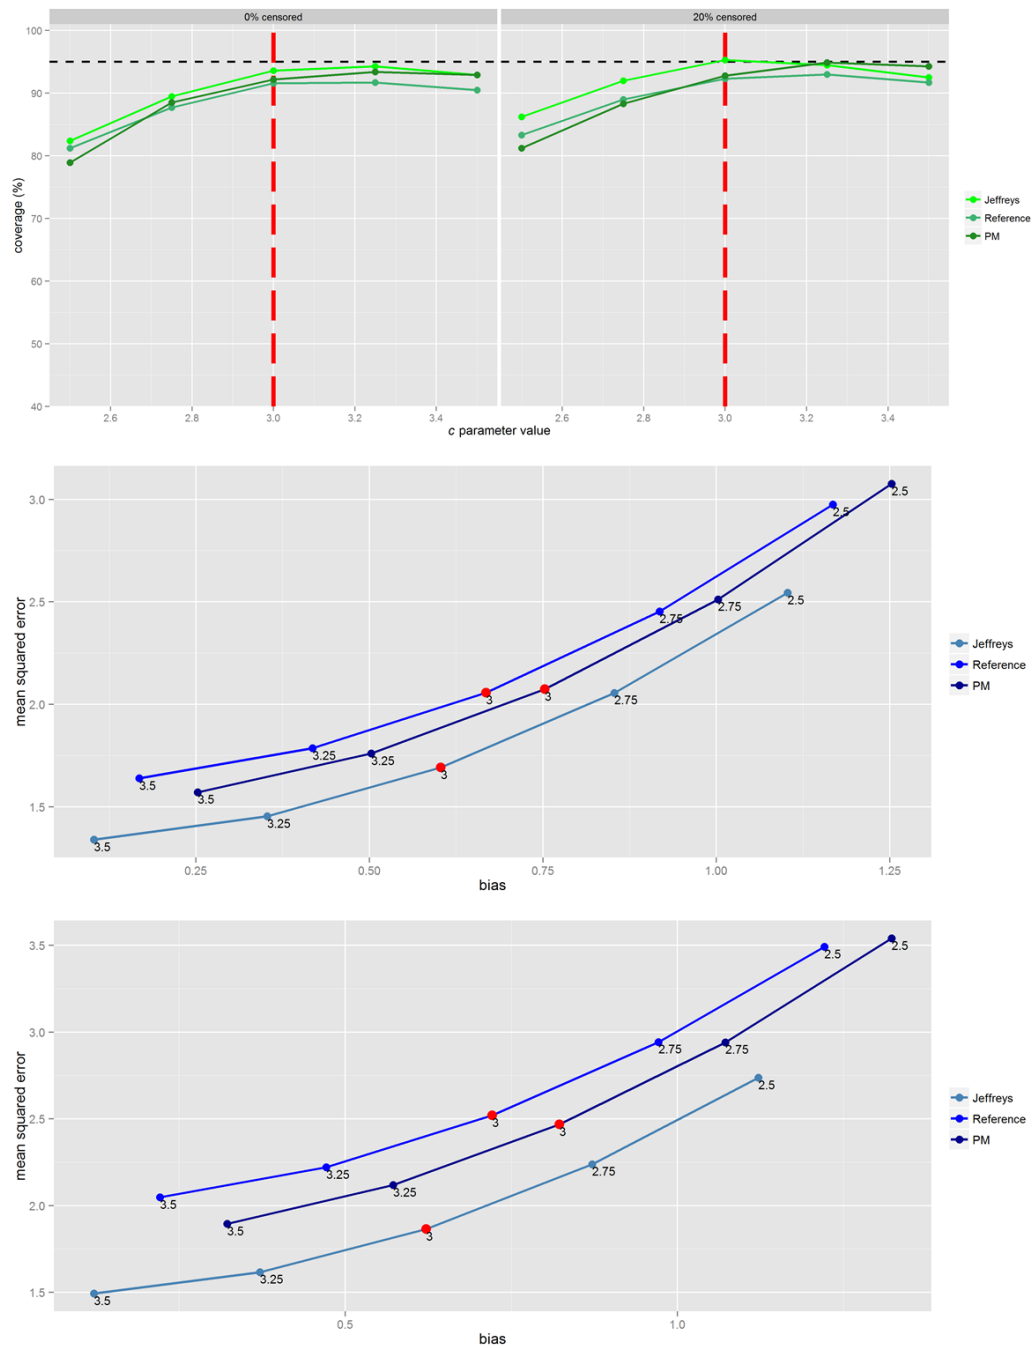 0% censored 20% censored
100
90
80
70
60
50
40
coverage (%)
2.6 2.8 3.0 3.2 3.4 2.6 2.8 3.0 3.2 3.4
c parameter value
Jeffreys
Reference
PM
3.0
2.5
2.0
1.5
mean squared error
2.5
2.5
2.75
2.75
2.5
3
3
2.75
3.25
3.25
3
3.5
3.5
3.25
3.5
0.25 0.50 0.75 1.00 1.25
bias
Jeffreys
Reference
PM
3.5
3.0
2.5
2.0
1.5
mean squared error
2.5
2.5
2.75
2.75
2.5
3
3
2.75
3.25
3.25
3
3.5
3.5
3.25
3.5
0.5 1.0
bias
Jeffreys
Reference
PM